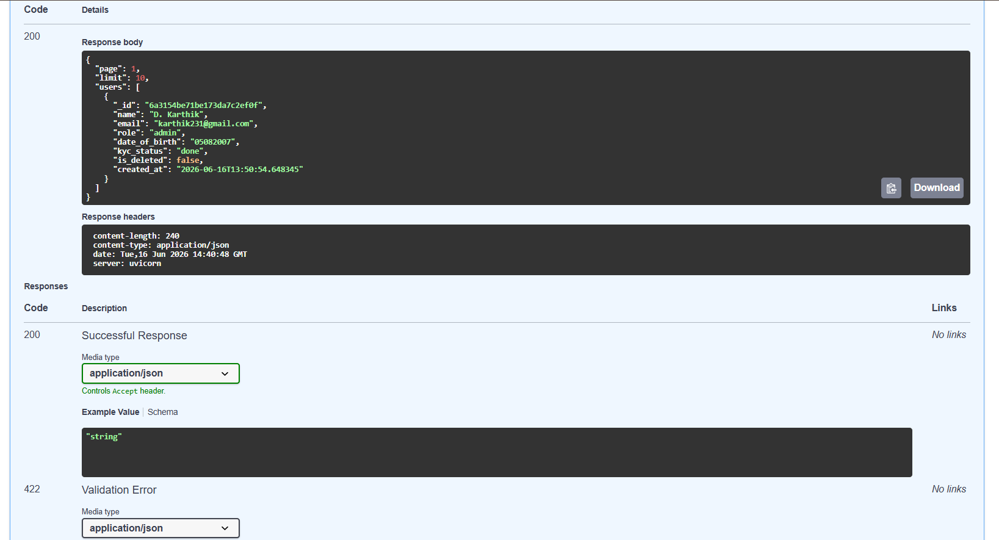 Code Details
200
Response body
{
"page": 1,
"limit": 10,
"users": [
{
"_id": "6a3154be71be173da7c2ef0f",
"name": "D. Karthik",
"email": "karthik231@gmail.com",
"role": "admin",
"date_of_birth": "05082007",
"kyc_status": "done",
"is_deleted": false,
"created_at": "2026-06-16T13:50:54.648345"
}
]
}
Download
Response headers
content-length: 240
content-type: application/json
date: Tue,16 Jun 2026 14:40:48 GMT
server: uvicorn
Responses
Code Description Links
200 Successful Response No links
Media type
application/json
Controls Accept header.
Example Value Schema
"string"
422 Validation Error No links
Media type
application/json